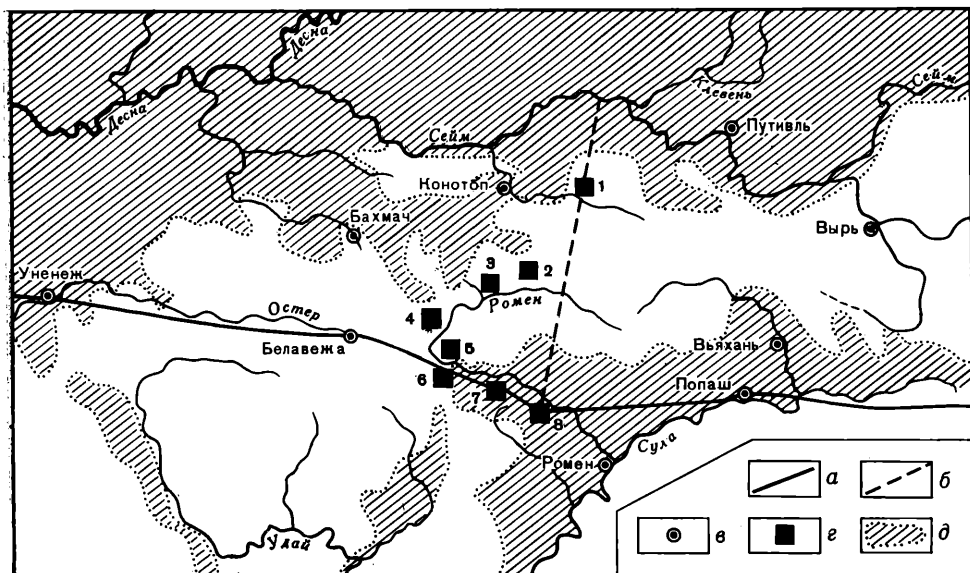 Десна
Десна
Клевень
Сейм
Путивль
Сейм
Конотоп
1
Бахмач
Вырь
3
2
Уненеж
Ромен
Остер
4
Белавежа
5
Вьяхань
6
7
Попаш
8
Сула
Ромен
Удай
а
б
в
г
д